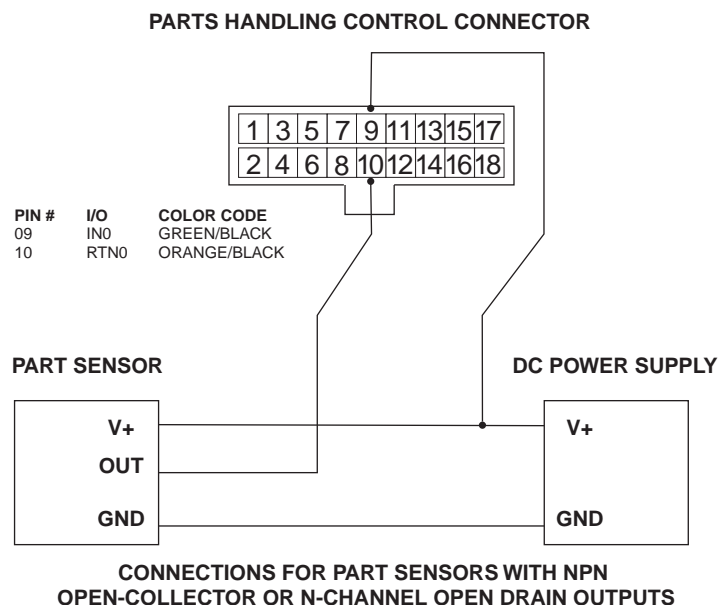 PARTS HANDLING CONTROL CONNECTOR
1 3 5 7 9 11 13 15 17
2 4 6 8 10 12 14 16 18
PIN # I/O COLOR CODE
09 IN0 GREEN/BLACK
10 RTN0 ORANGE/BLACK
PART SENSOR
DC POWER SUPPLY
V+
V+
OUT
GND
GND
CONNECTIONS FOR PART SENSORS WITH NPN
OPEN-COLLECTOR OR N-CHANNEL OPEN DRAIN OUTPUTS